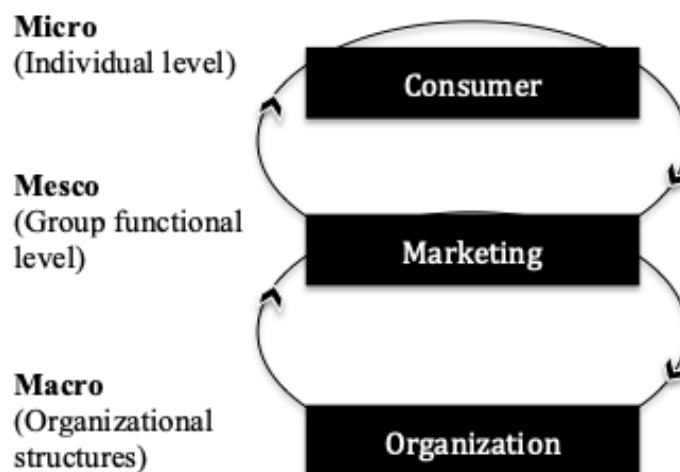 Micro
(Individual level)
Consumer
Mesco
(Group functional
level)
Marketing
Macro
(Organizational
structures)
Organization